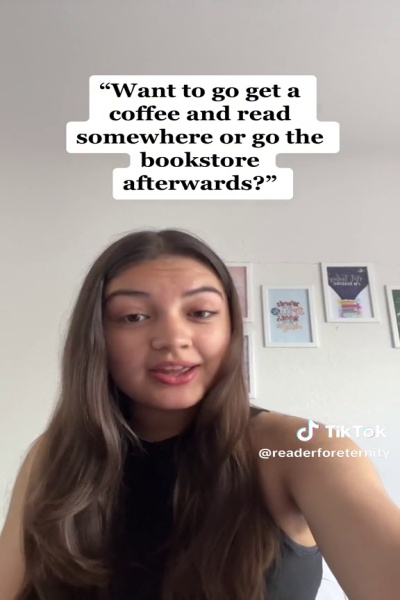 “Want to go get a
coffee and read
somewhere or go the
bookstore
afterwards?”
TikTok
@readerforeternity